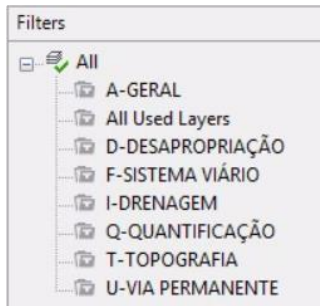 Filters
All
A-GERAL
All Used Layers
D-DESAPROPRIAÇÃO
F-SISTEMA VIÁRIO
I-DRENAGEM
Q-QUANTIFICAÇÃO
T-TOPOGRAFIA
U-VIA PERMANENTE